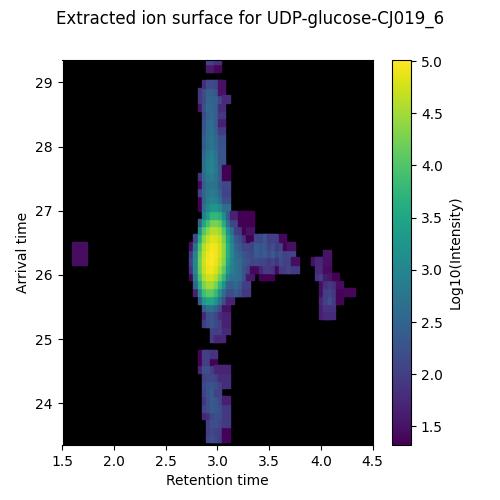 Extracted ion surface for UDP-glucose-CJ019_6
29
28
27
26
25
24
Arrival time
1.5 2.0 2.5 3.0 3.5 4.0 4.5
Retention time
5.0
4.5
4.0
3.5
3.0
2.5
2.0
1.5
Log10(Intensity)